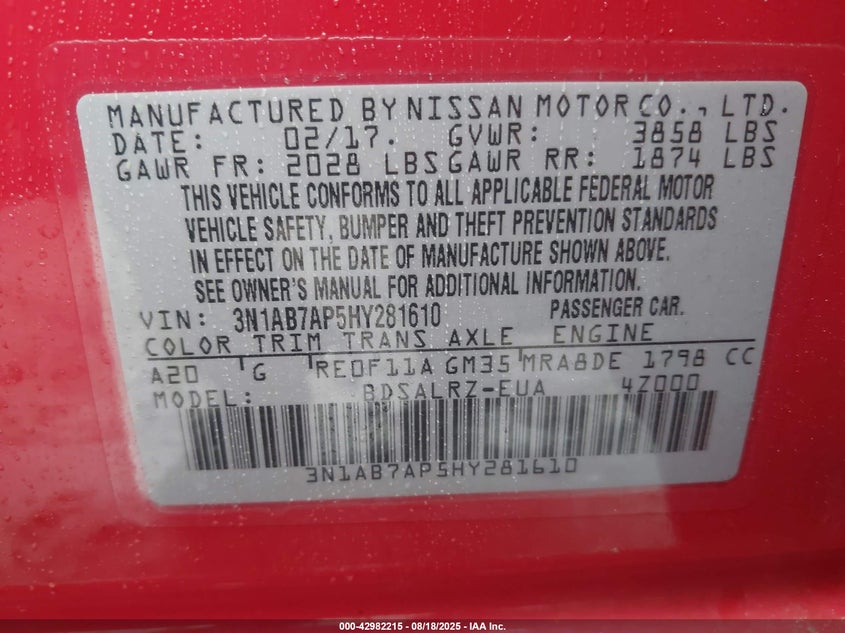 MANUFACTURED BY NISSAN MOTOR CO., LTD.
DATE: 02/17. GVWR: 3858 LBS
GAWR FR: 2028 LBS GAWR RR: 1874 LBS
THIS VEHICLE CONFORMS TO ALL APPLICABLE FEDERAL MOTOR
VEHICLE SAFETY, BUMPER AND THEFT PREVENTION STANDARDS
IN EFFECT ON THE DATE OF MANUFACTURE SHOWN ABOVE.
SEE OWNER'S MANUAL FOR ADDITIONAL INFORMATION.
VIN: 3N1AB7AP5HY281610 PASSENGER CAR.
COLOR TRIM TRANS AXLE ENGINE
A20 G RE0F11A GM35 MRA8DE 1798 CC
MODEL: BDSALRZ-EUA 4Z000
3N1AB7AP5HY281610
000-42982215 - 08/18/2025 - IAA Inc.